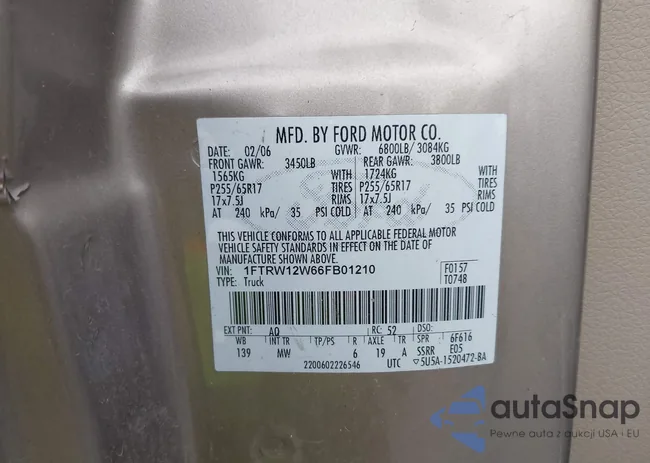 MFD. BY FORD MOTOR CO.
DATE: 02/06 GVWR: 6800LB/ 3084KG
FRONT GAWR: 3450LB REAR GAWR: 3800LB
1565KG 1724KG
P255/65R17 TIRES P255/65R17 TIRES
17x7.5J RIMS 17x7.5J RIMS
AT 240 kPa/ 35 PSI COLD AT 240 kPa/ 35 PSI COLD
THIS VEHICLE CONFORMS TO ALL APPLICABLE FEDERAL MOTOR
VEHICLE SAFETY STANDARDS IN EFFECT ON THE DATE OF
MANUFACTURE SHOWN ABOVE.
VIN: 1FTRW12W66FB01210 F0157
TYPE: Truck T0748
EXT PNT: AQ RC: 52 DSO:
WB INT TR TP/PS R AXLE TR SPR 6F616
139 MW 6 19 A SSRR E05
2200602226546 UTC ▽5U5A-1520472-BA
autaSnap
Pewne auta z aukcji USA i EU